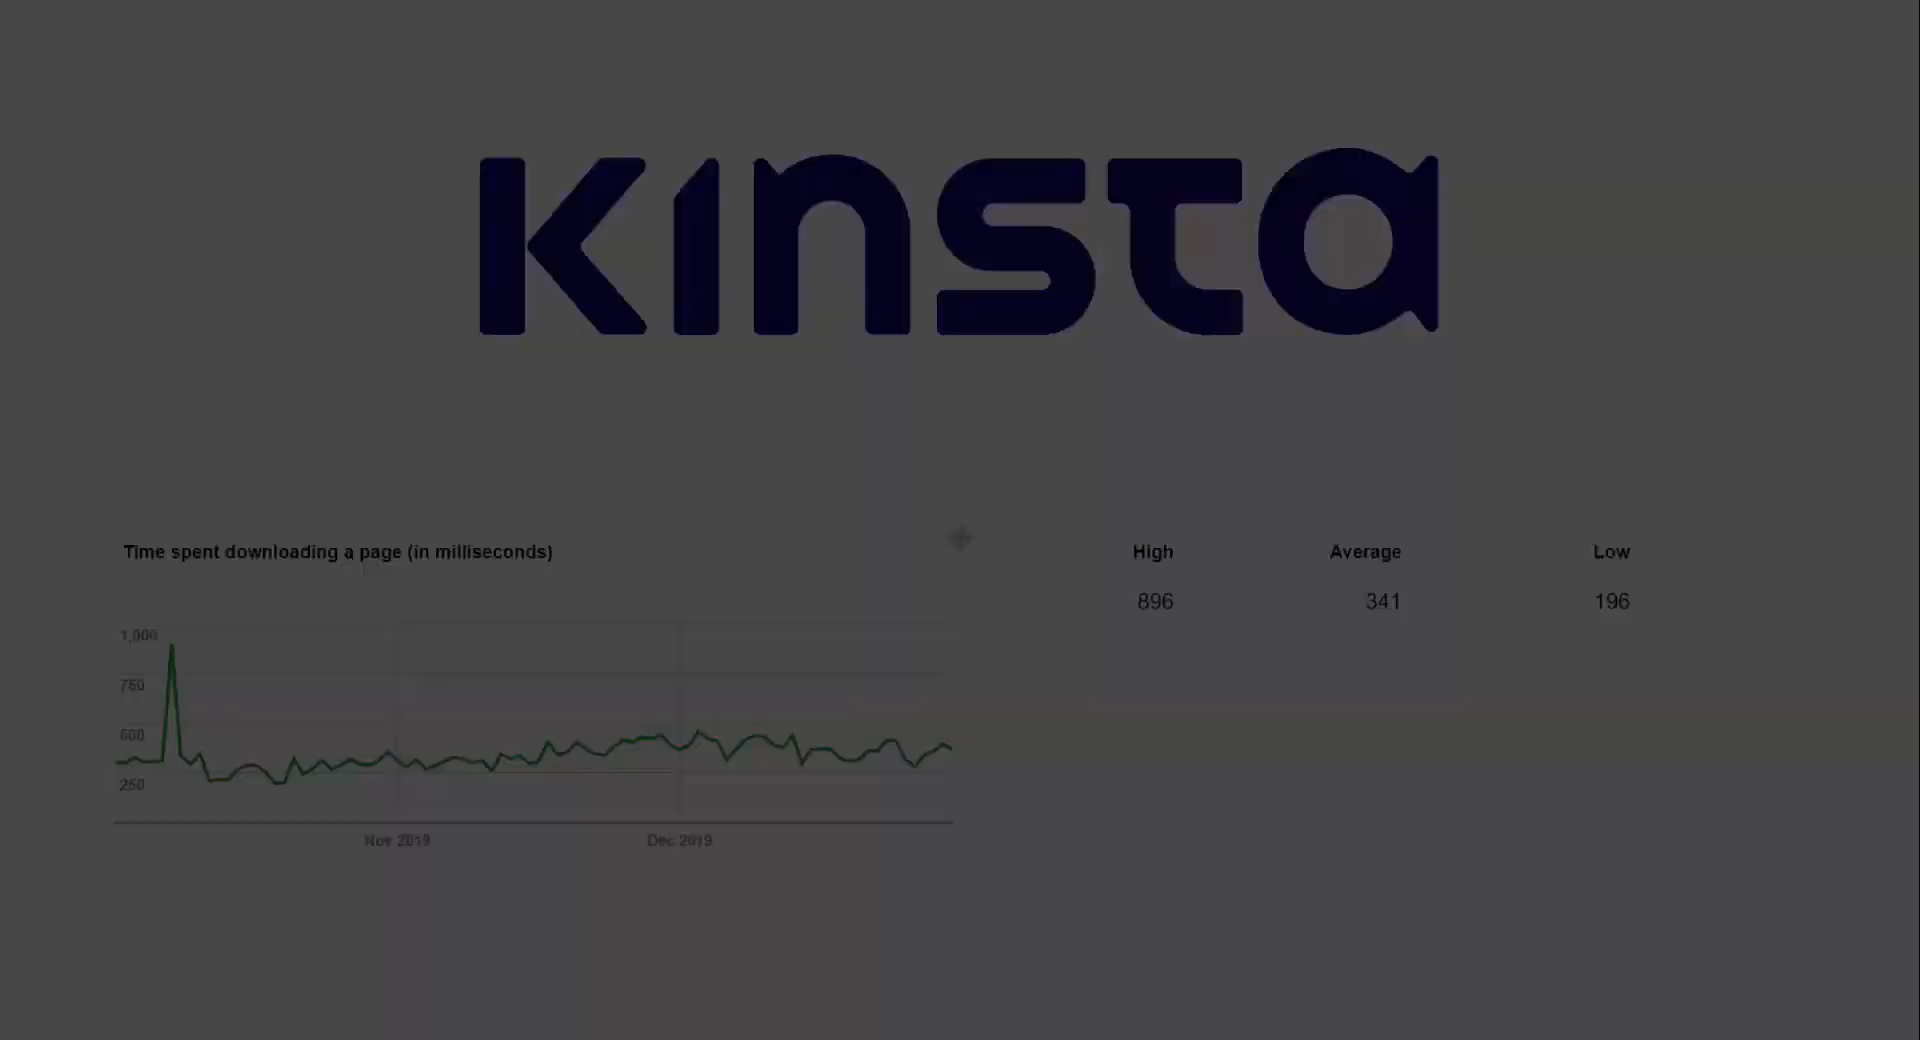 Kinsta
Time spent downloading a page (in milliseconds)
High Average Low
896 341 196
1,000
750
500
250
Nov 2019 Dec 2019